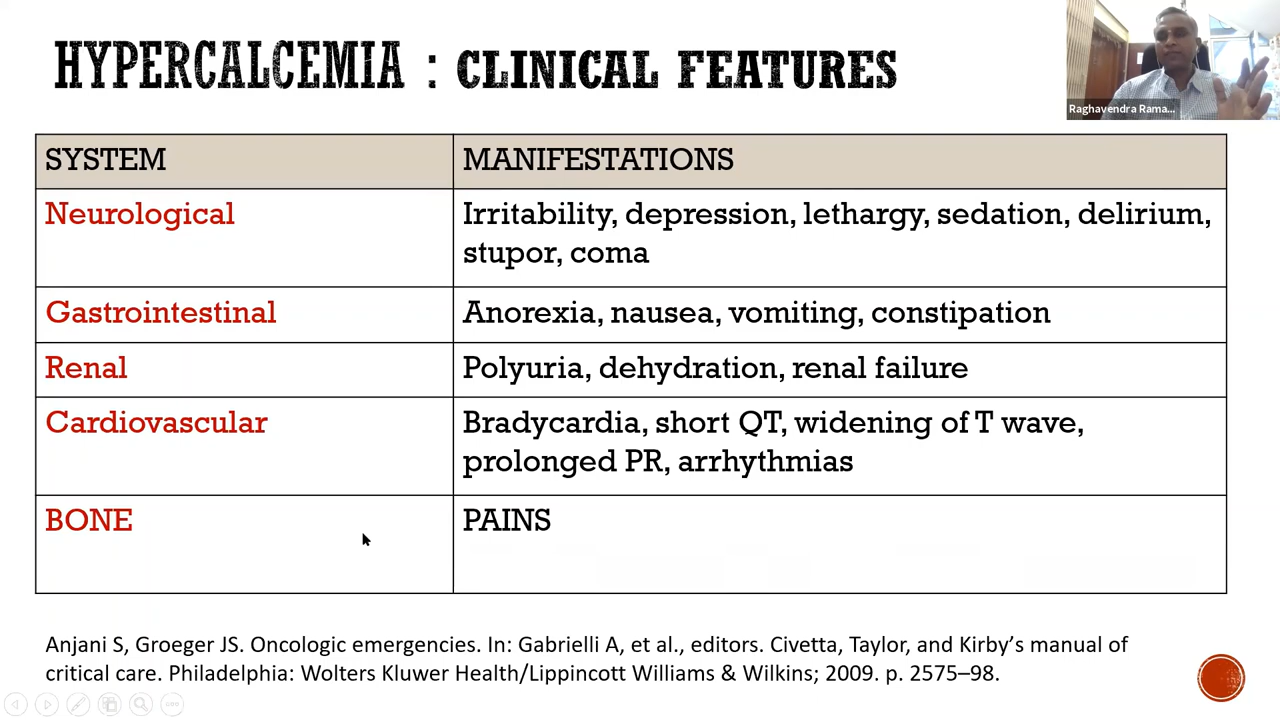 HYPERCALCEMIA : CLINICAL FEATURES
Raghavendra Rama...
SYSTEM
MANIFESTATIONS
Neurological
Irritability, depression, lethargy, sedation, delirium,
stupor, coma
Gastrointestinal
Anorexia, nausea, vomiting, constipation
Renal
Polyuria, dehydration, renal failure
Cardiovascular
Bradycardia, short QT, widening of T wave,
prolonged PR, arrhythmias
BONE
PAINS
Anjani S, Groeger JS. Oncologic emergencies. In: Gabrielli A, et al., editors. Civetta, Taylor, and Kirby’s manual of
critical care. Philadelphia: Wolters Kluwer Health/Lippincott Williams & Wilkins; 2009. p. 2575–98.